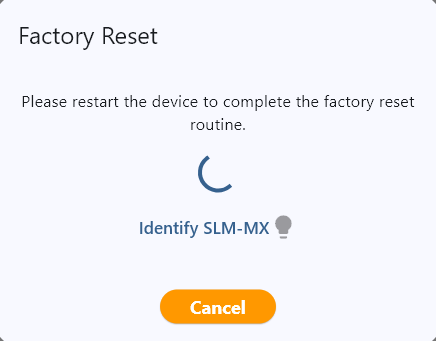 Factory Reset
Please restart the device to complete the factory reset
routine.
Identify SLM-MX
Cancel